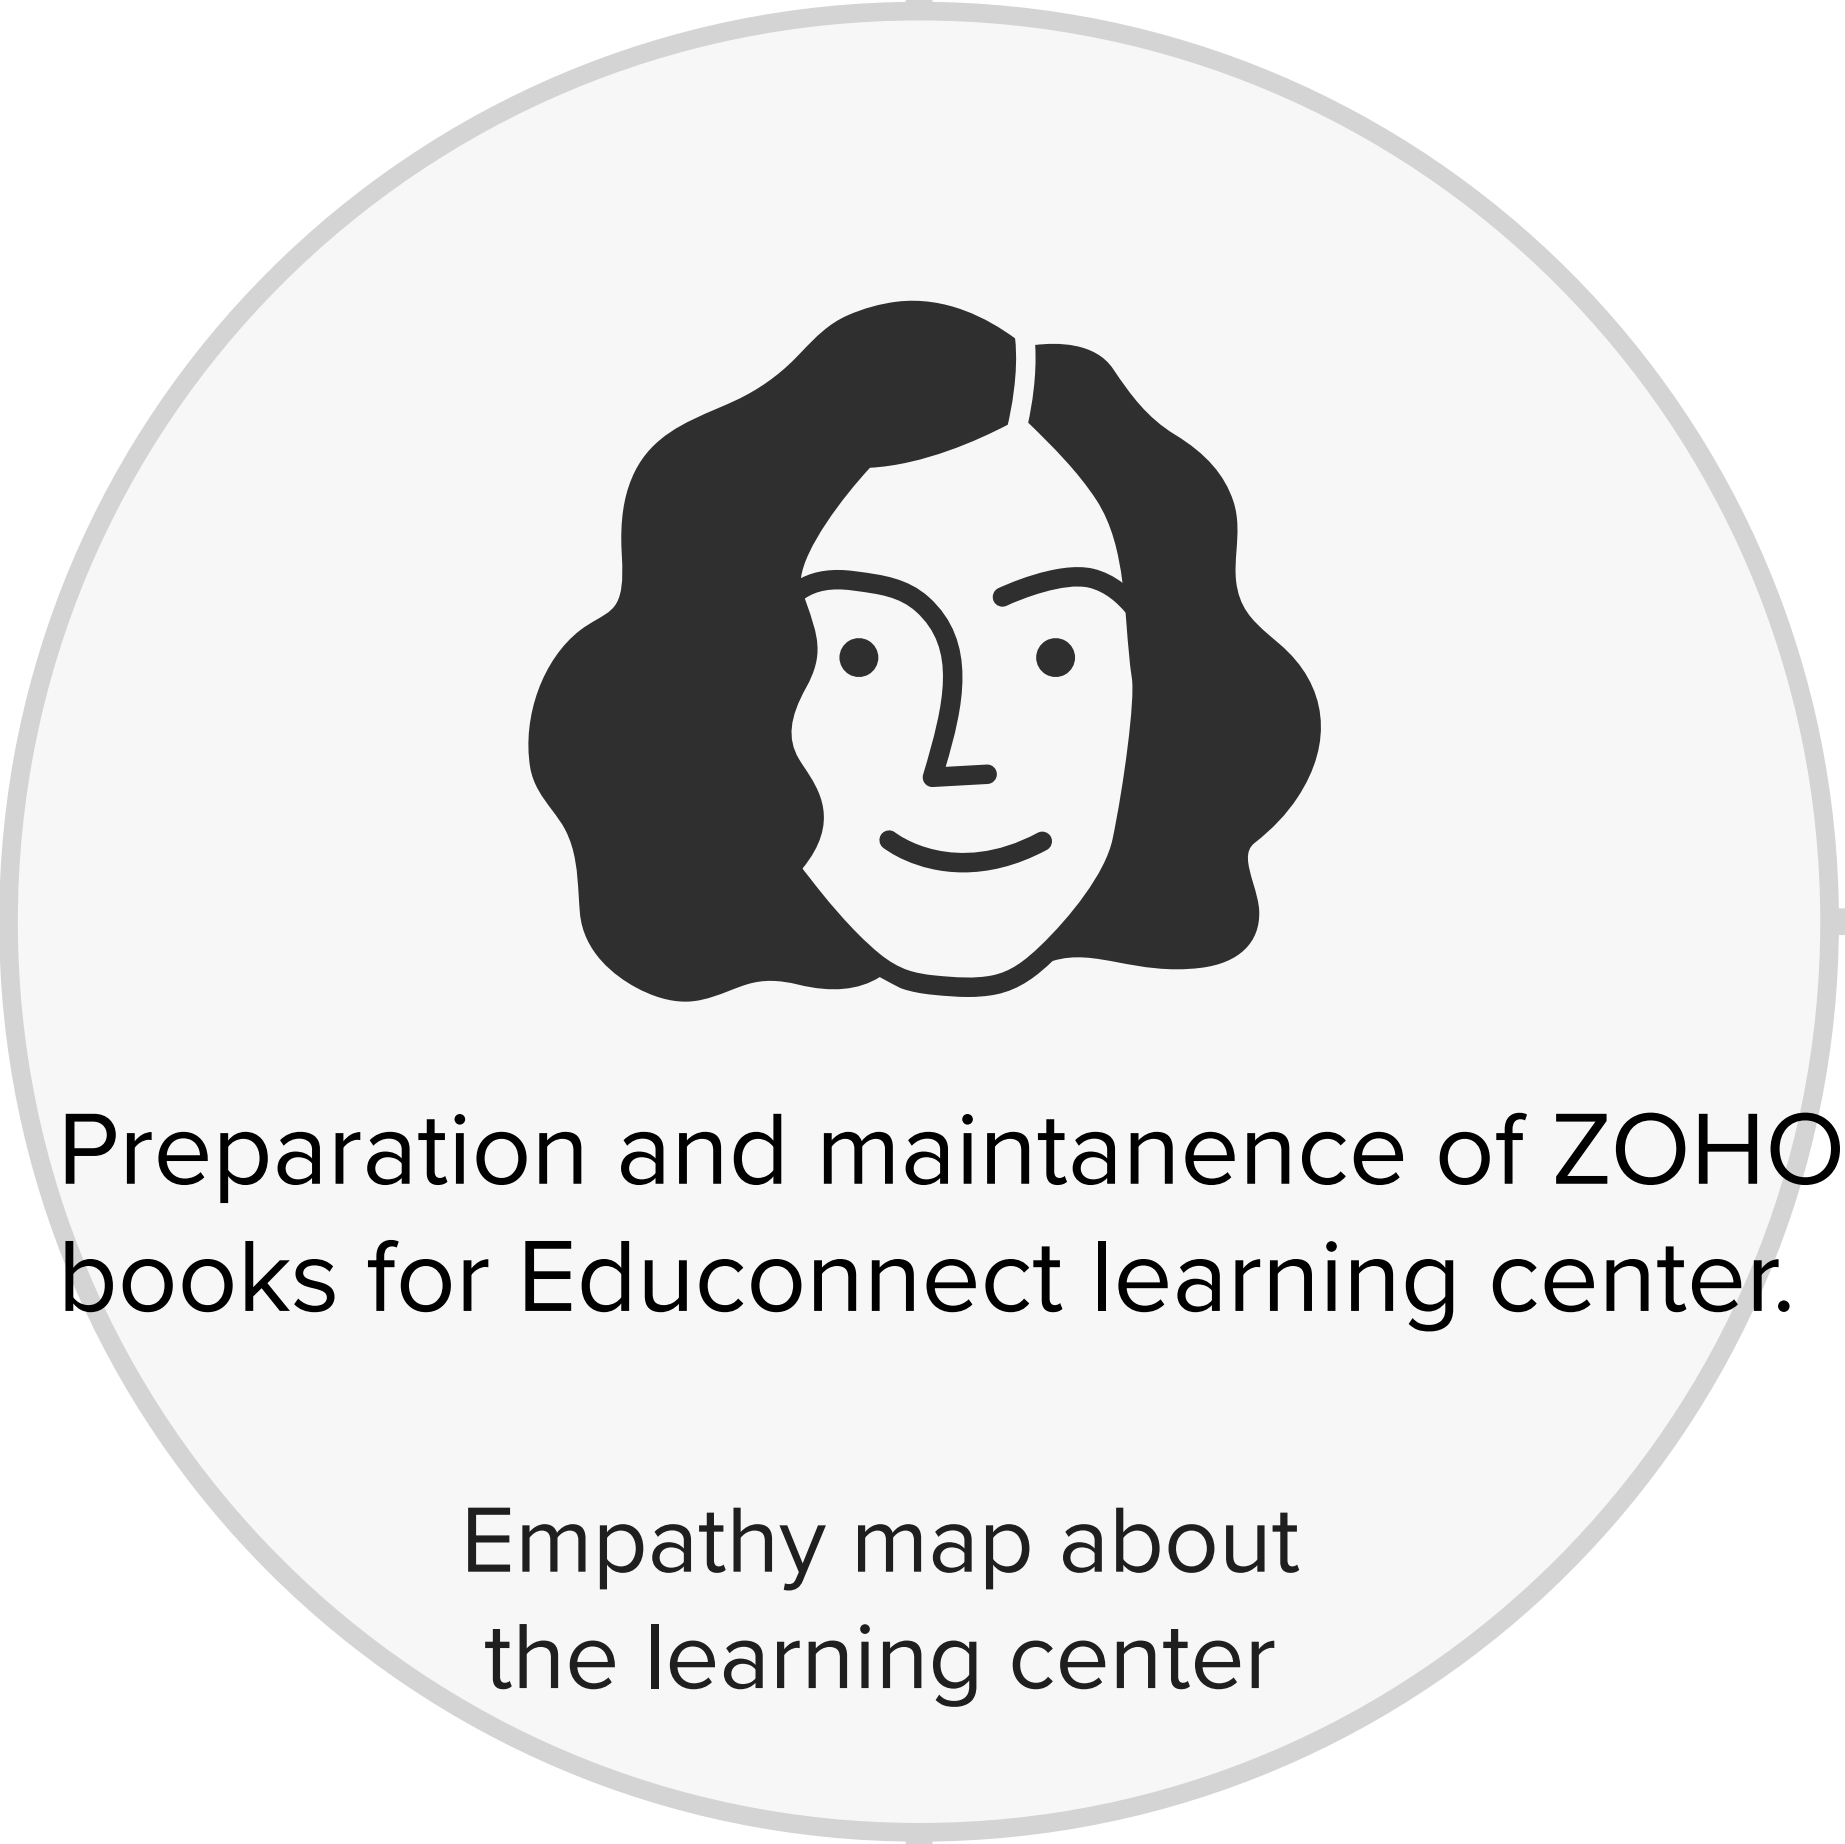 Preparation and maintanence of ZOHO
books for Educonnect learning center.
Empathy map about
the learning center